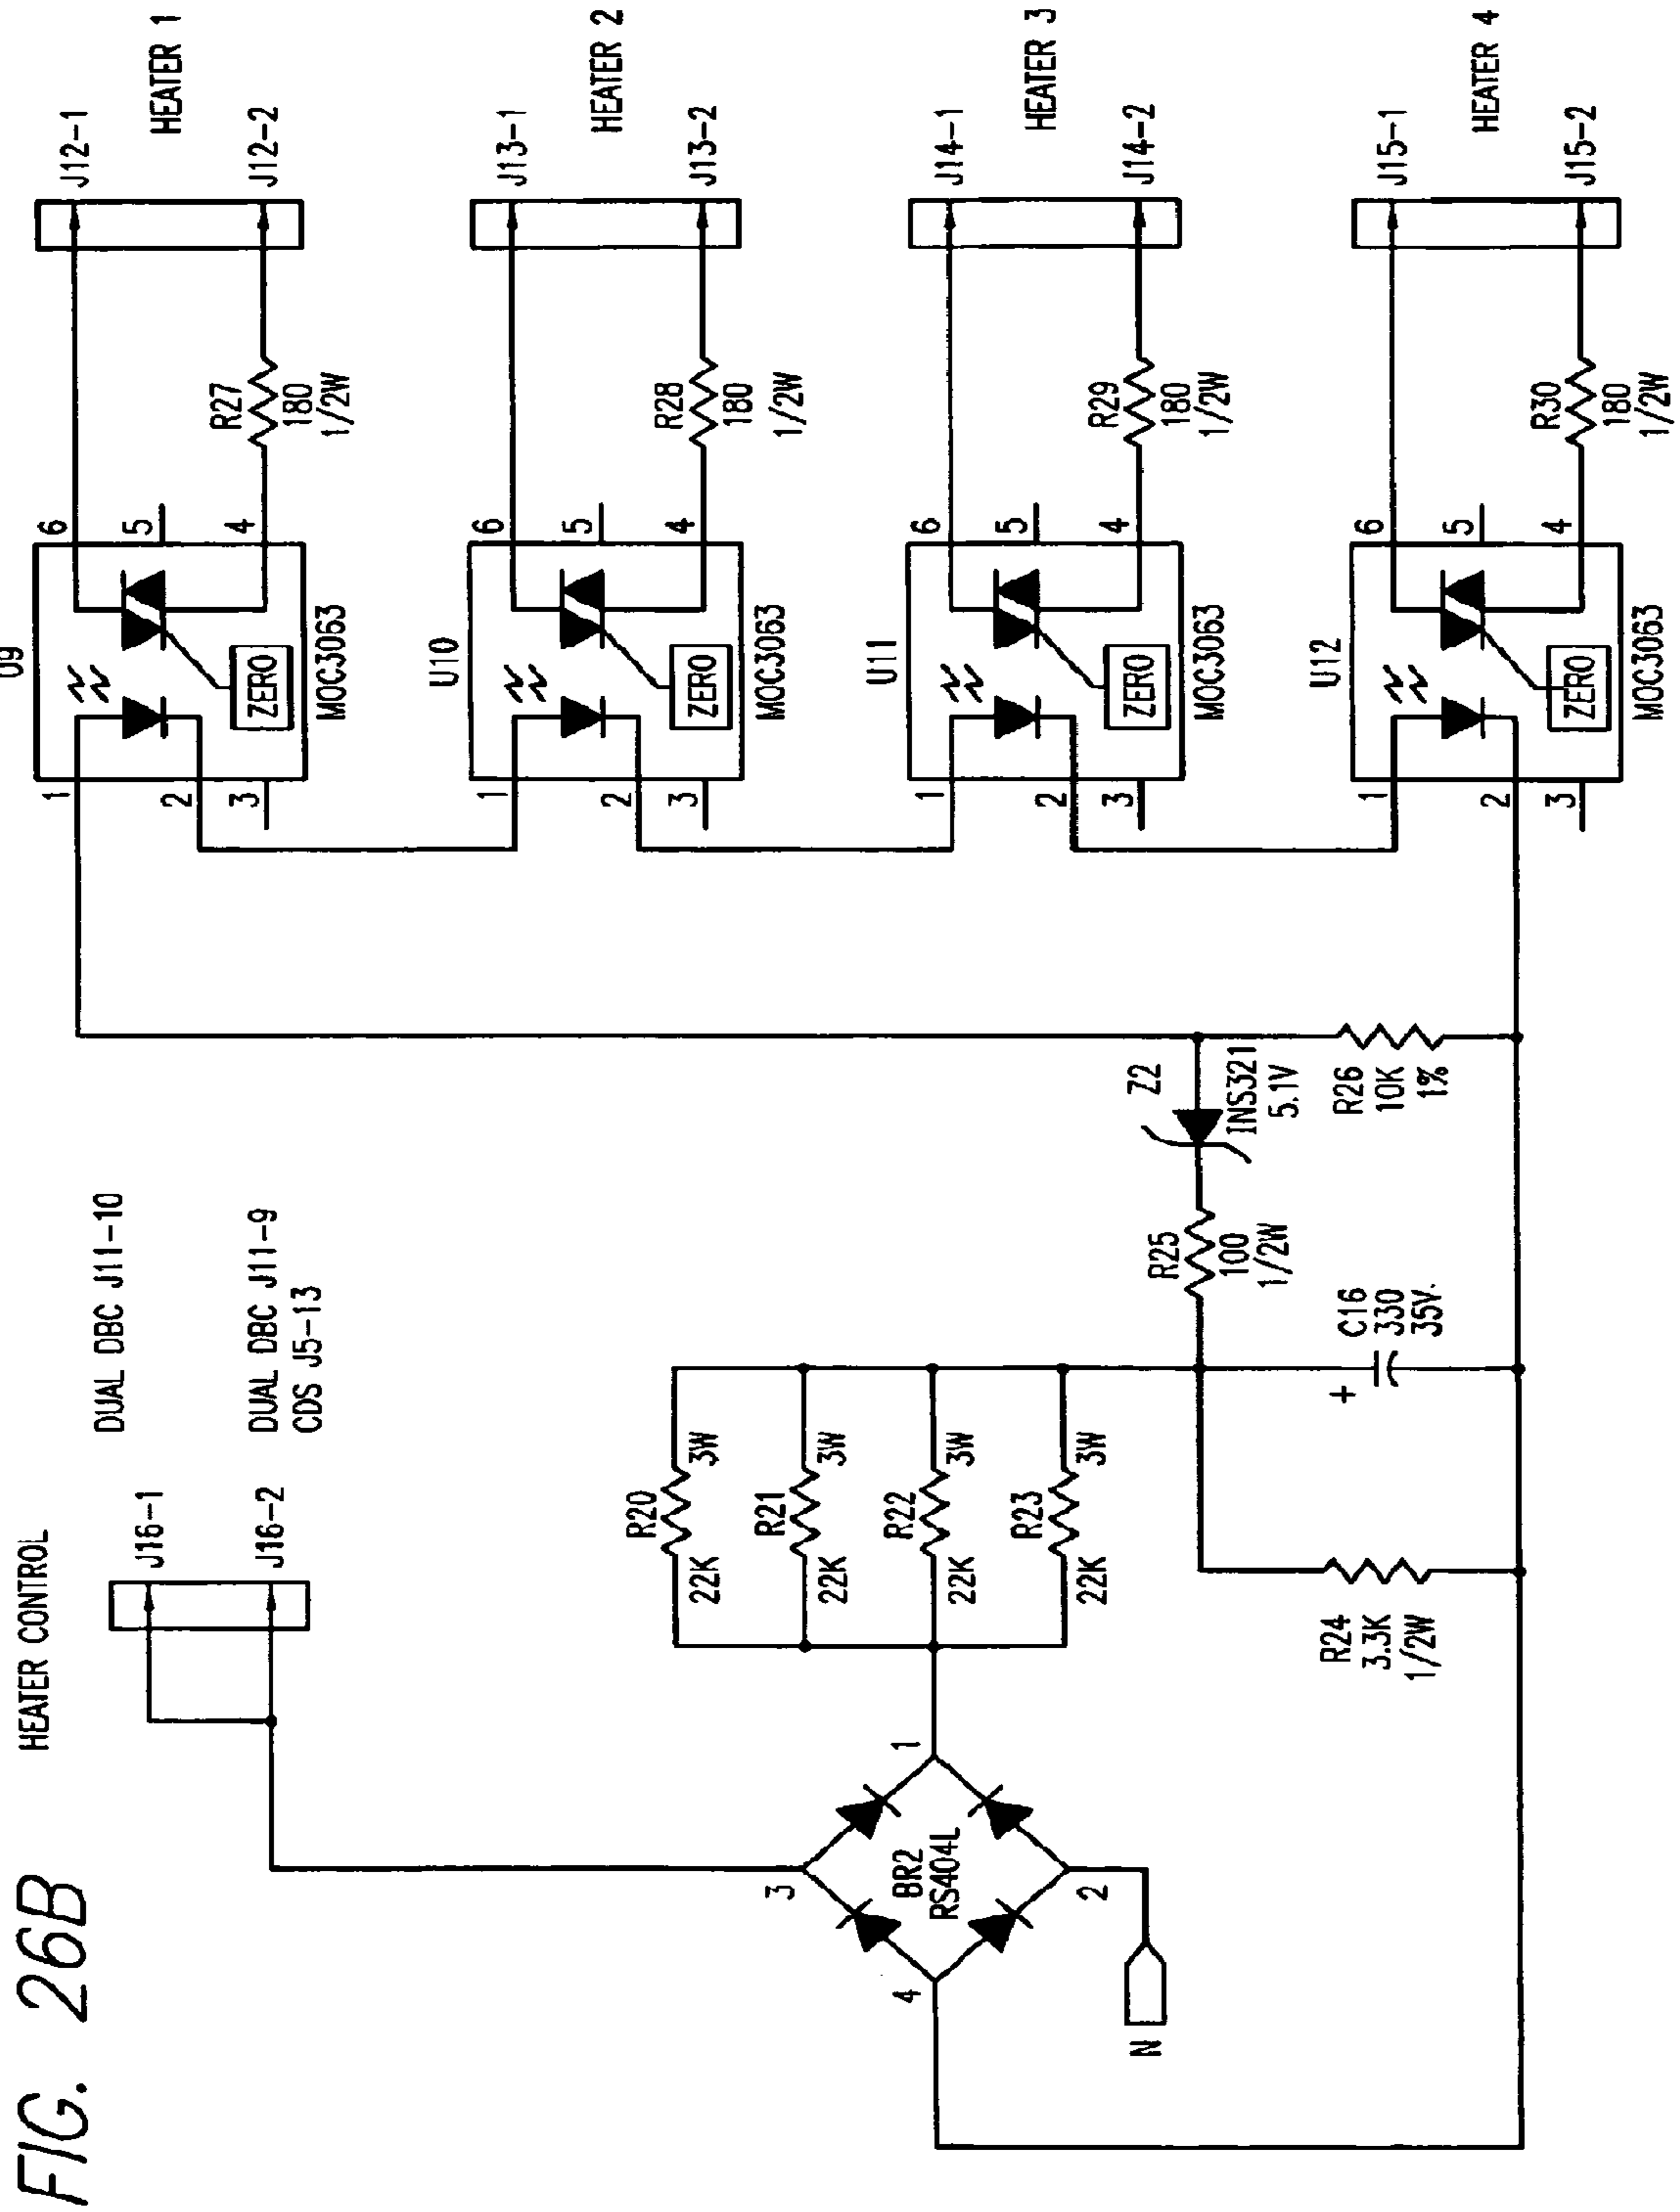 FIG. 26B
HEATER CONTROL
J16-1
J16-2
DUAL DBC J11-10
DUAL DBC J11-9
CDS J5-13
3
1
4
2
BR2
RS404L
N
R20
22K
3W
R21
22K
3W
R22
22K
3W
R23
22K
3W
R24
3.3K
1/2W
+
C16
330
35V.
R25
100
1/2W
Z2
INS321
5.1V
R26
10K
1%
U9
1
2
3
6
5
4
ZERO
MOC3063
R27
180
1/2W
J12-1
J12-2
HEATER 1
U10
1
2
3
6
5
4
ZERO
MOC3063
R28
180
1/2W
J13-1
J13-2
HEATER 2
U11
1
2
3
6
5
4
ZERO
MOC3063
R29
180
1/2W
J14-1
J14-2
HEATER 3
U12
1
2
3
6
5
4
ZERO
MOC3063
R30
180
1/2W
J15-1
J15-2
HEATER 4